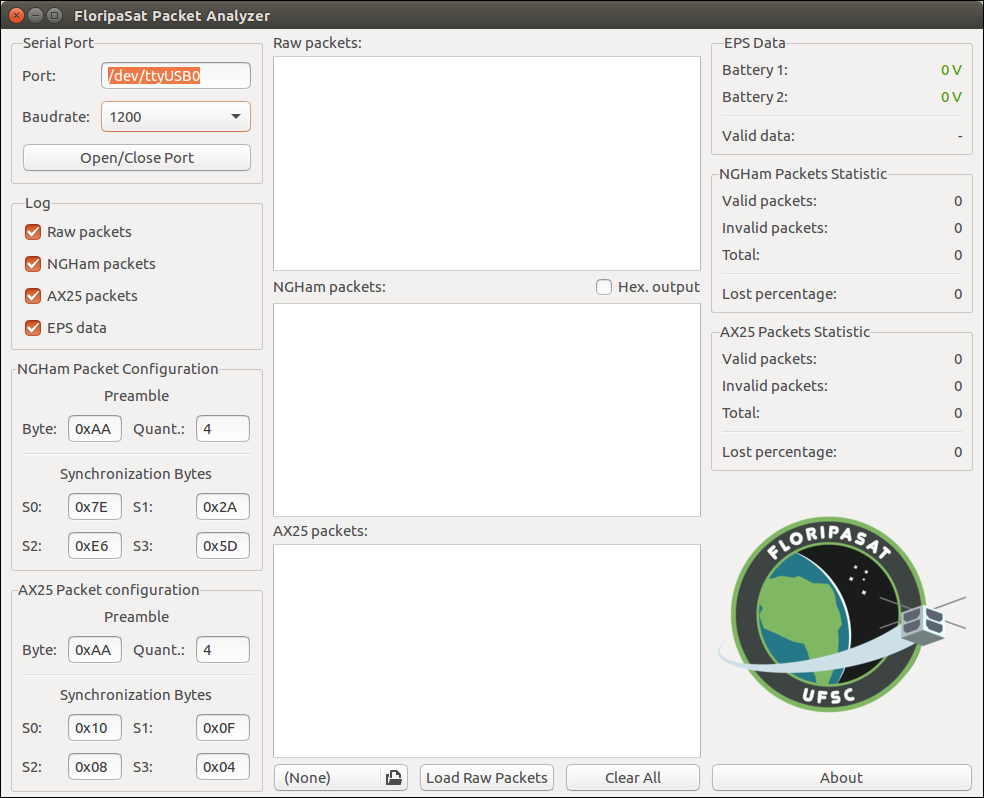 FloripaSat Packet Analyzer
Serial Port
Port: /dev/ttyUSB0
Baudrate: 1200
Open/Close Port
Log
Raw packets
NGHam packets
AX25 packets
EPS data
NGHam Packet Configuration
Preamble
Byte: 0xAA Quant.: 4
Synchronization Bytes
S0: 0x7E S1: 0x2A
S2: 0xE6 S3: 0x5D
AX25 Packet configuration
Preamble
Byte: 0xAA Quant.: 4
Synchronization Bytes
S0: 0x10 S1: 0x0F
S2: 0x08 S3: 0x04
Raw packets:
NGHam packets: Hex. output
AX25 packets:
(None) Load Raw Packets Clear All
EPS Data
Battery 1: 0 V
Battery 2: 0 V
Valid data: -
NGHam Packets Statistic
Valid packets: 0
Invalid packets: 0
Total: 0
Lost percentage: 0
AX25 Packets Statistic
Valid packets: 0
Invalid packets: 0
Total: 0
Lost percentage: 0
FLORIPASAT
UFSC
About